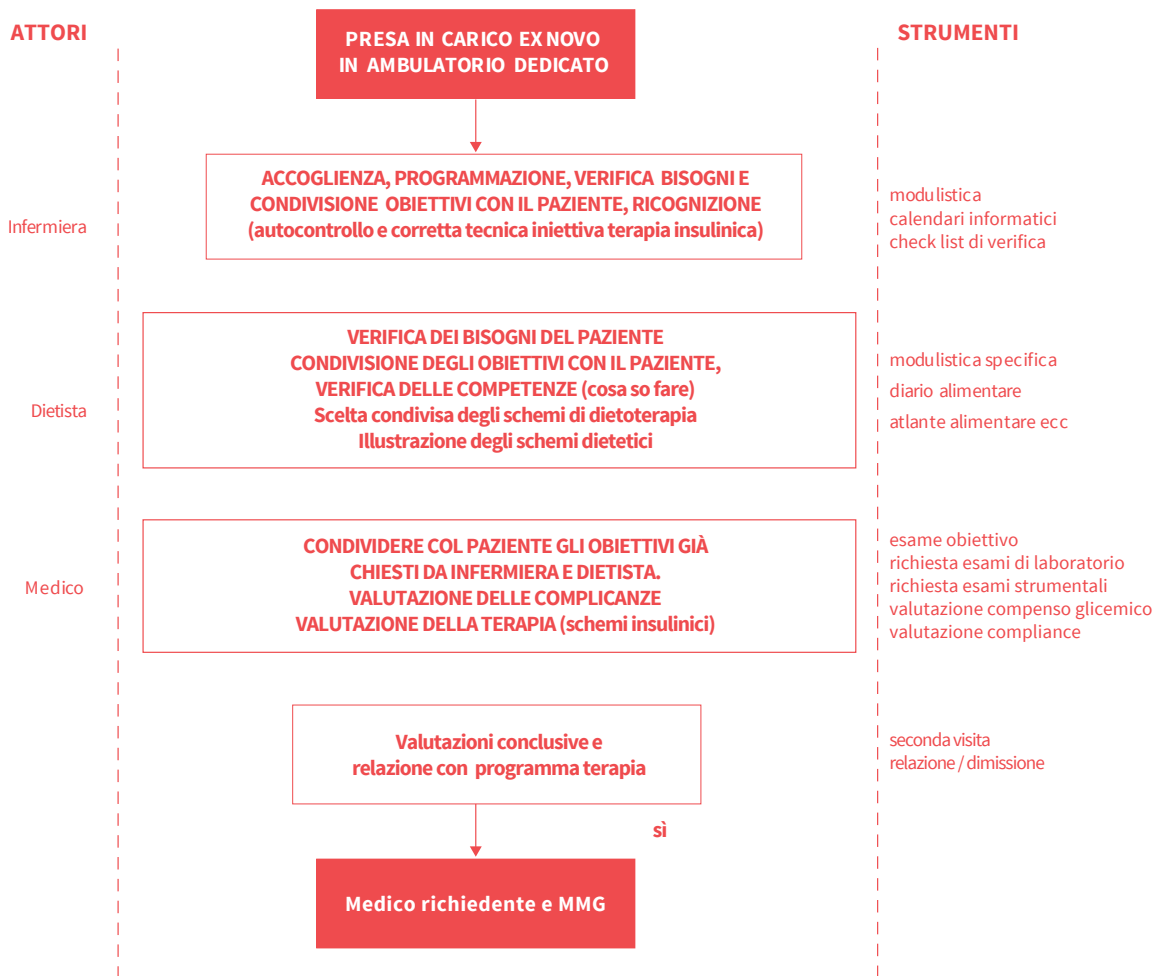 ATTORI
STRUMENTI
PRESA IN CARICO EX NOVO
IN AMBULATORIO DEDICATO
Infermiera
ACCOGLIENZA, PROGRAMMAZIONE, VERIFICA BISOGNI E
CONDIVISIONE OBIETTIVI CON IL PAZIENTE, RICOGNIZIONE
(autocontrollo e corretta tecnica iniettiva terapia insulinica)
modulistica
calendari informatici
check list di verifica
Dietista
VERIFICA DEI BISOGNI DEL PAZIENTE
CONDIVISIONE DEGLI OBIETTIVI CON IL PAZIENTE,
VERIFICA DELLE COMPETENZE (cosa so fare)
Scelta condivisa degli schemi di dietoterapia
Illustrazione degli schemi dietetici
modulistica specifica
diario alimentare
atlante alimentare ecc
Medico
CONDIVIDERE COL PAZIENTE GLI OBIETTIVI GIÀ
CHIESTI DA INFERMIERA E DIETISTA.
VALUTAZIONE DELLE COMPLICANZE
VALUTAZIONE DELLA TERAPIA (schemi insulinici)
esame obiettivo
richiesta esami di laboratorio
richiesta esami strumentali
valutazione compenso glicemico
valutazione compliance
Valutazioni conclusive e
relazione con programma terapia
seconda visita
relazione / dimissione
sì
Medico richiedente e MMG